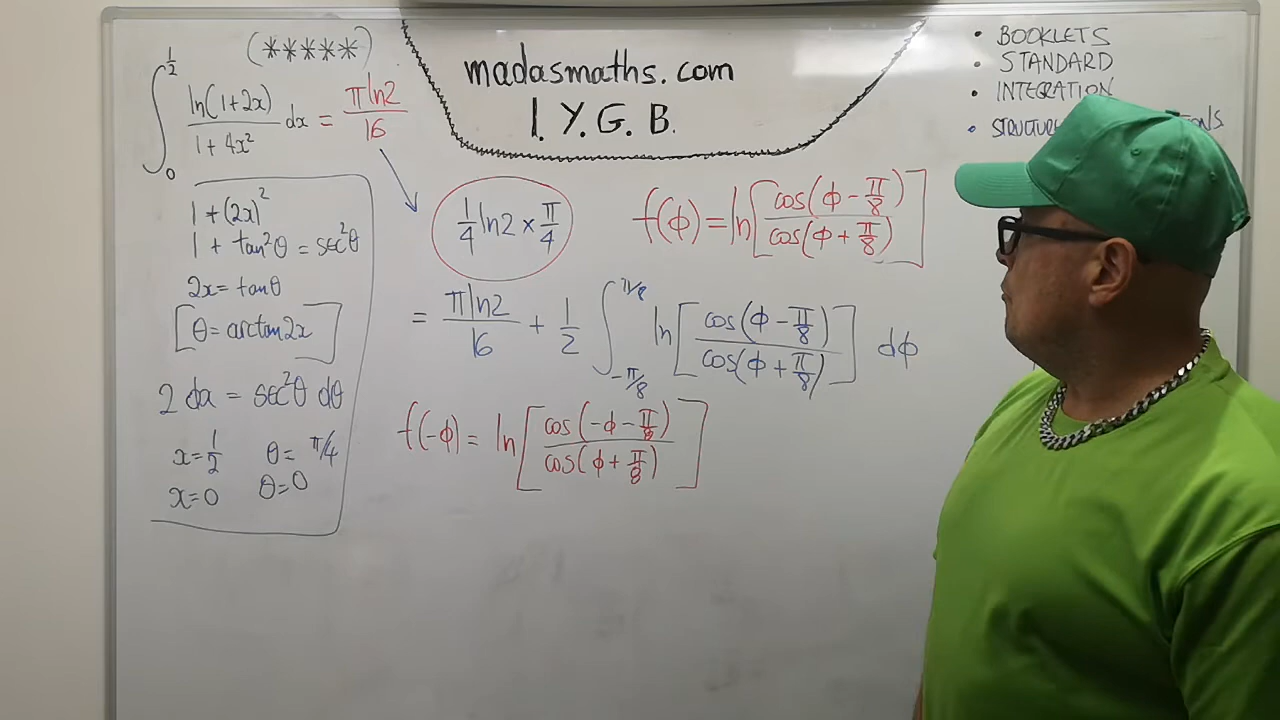 (*****)
∫₀^½ ln(1+2x)/(1+4x²) dx = πln2/16
madasmaths.com
I. Y. G. B.
• BOOKLETS
• STANDARD
• INTEGRATION
• STRUCTU
1+(2x)²
1 + tan²θ = sec²θ
2x = tanθ
[θ = arctan2x]
2 dx = sec²θ dθ
x=½ θ= π/4
x=0 θ=0
¼ ln2 × π/4
f(ϕ) = ln[cos(ϕ - π/8)/cos(ϕ + π/8)]
= πln2/16 + ½ ∫_{-π/8}^{π/8} ln[cos(ϕ - π/8)/cos(ϕ + π/8)] dϕ
f(-ϕ) = ln[cos(-ϕ - π/8)/cos(ϕ + π/8)]